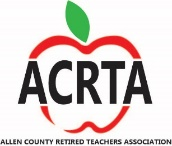 ACRTA
ALLEN COUNTY RETIRED TEACHERS ASSOCIATION